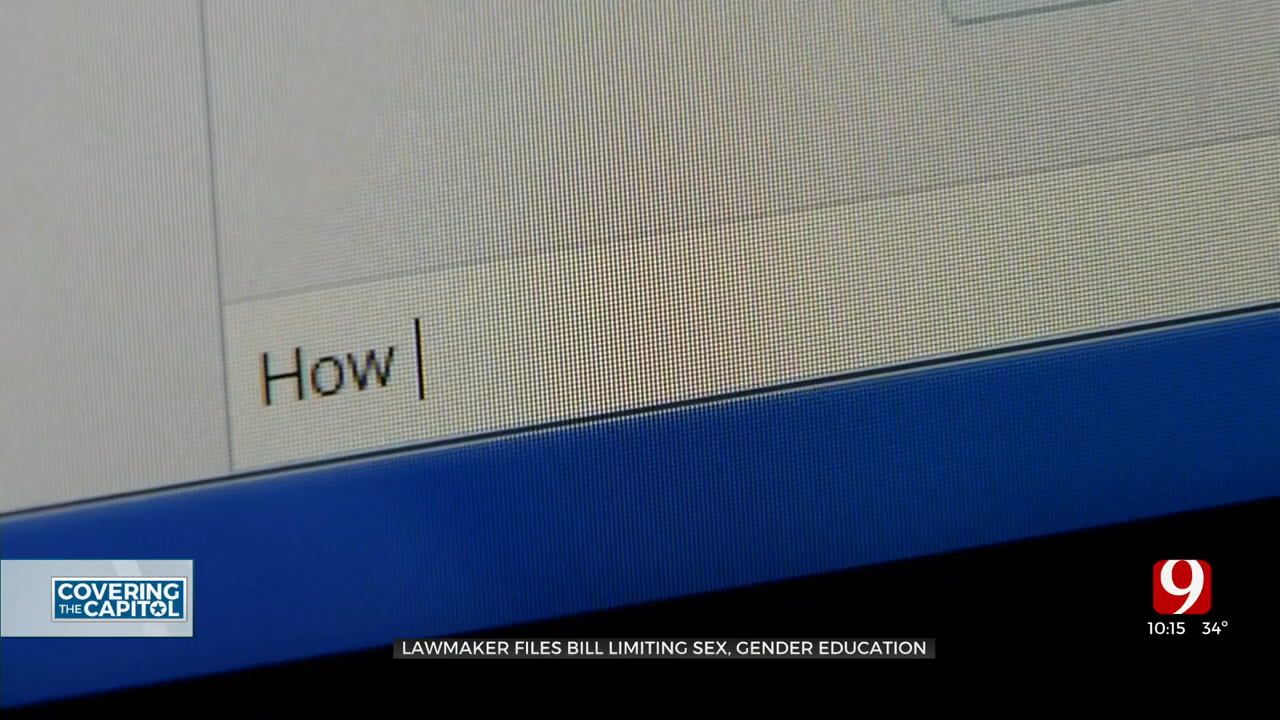 How
COVERING
THE CAPITOL
9
10:15 34°
LAWMAKER FILES BILL LIMITING SEX, GENDER EDUCATION